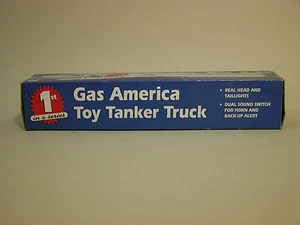 1st
in a series
Gas America
Toy Tanker Truck
• REAL HEAD AND
TAILLIGHTS
• DUAL SOUND SWITCH
FOR HORN AND
BACK-UP ALERT